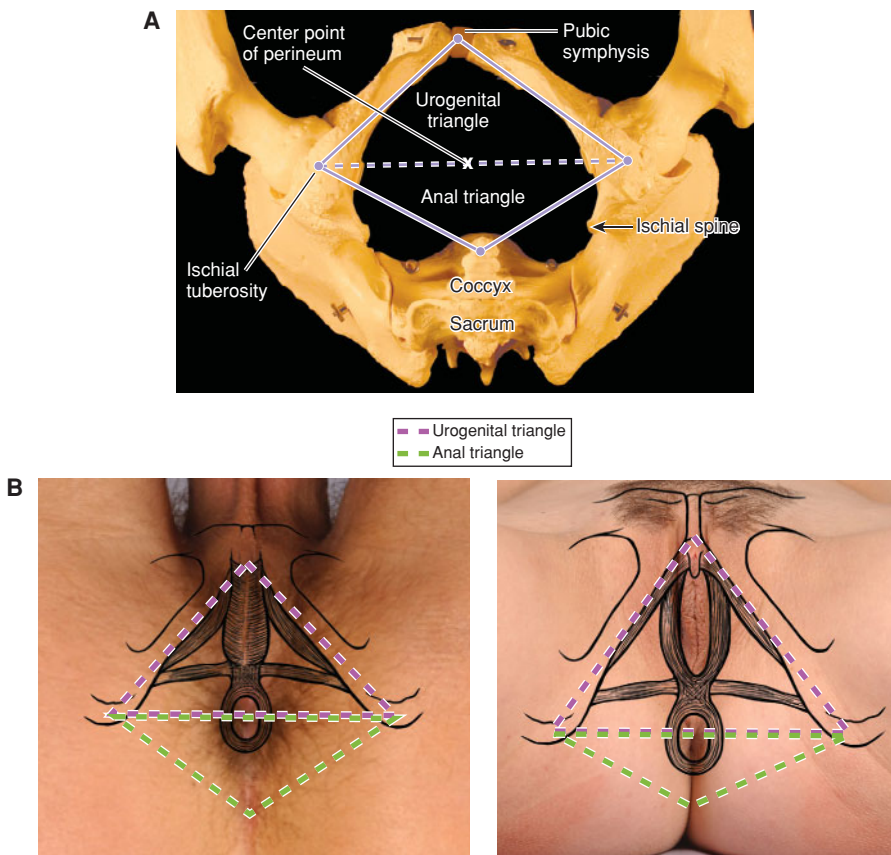 A
Center point
of perineum
Pubic
symphysis
Urogenital
triangle
x
Anal triangle
Ischial spine
Ischial
tuberosity
Coccyx
Sacrum
Urogenital triangle
Anal triangle
B